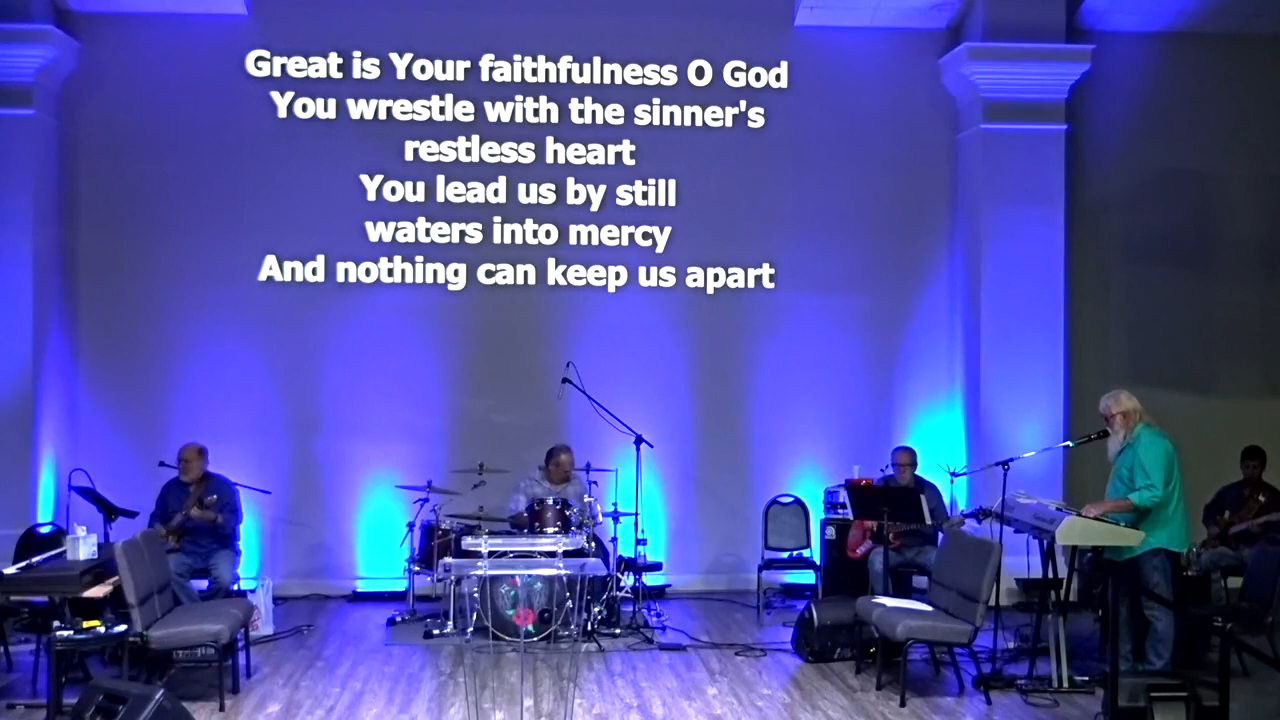 Great is Your faithfulness O God
You wrestle with the sinner's
restless heart
You lead us by still
waters into mercy
And nothing can keep us apart